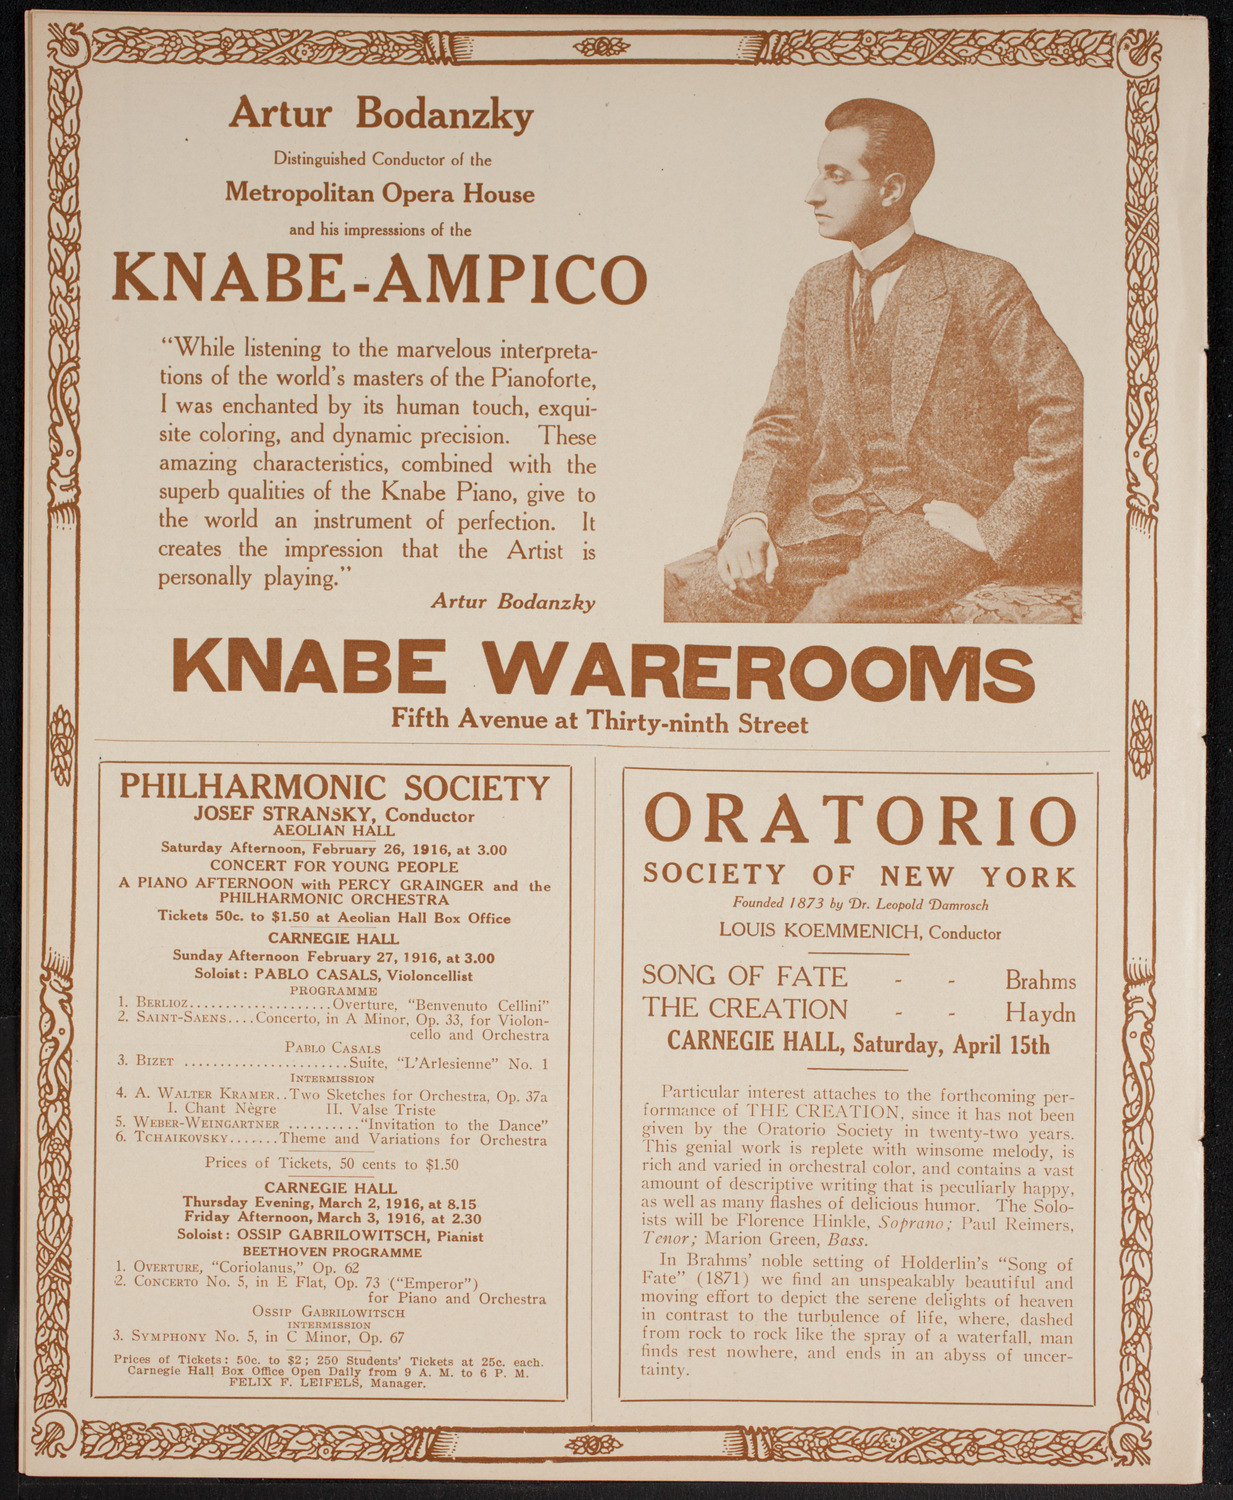 Artur Bodanzky
Distinguished Conductor of the
Metropolitan Opera House
and his impresssions of the
KNABE-AMPICO
“While listening to the marvelous interpreta-
tions of the world's masters of the Pianoforte,
I was enchanted by its human touch, exqui-
site coloring, and dynamic precision. These
amazing characteristics, combined with the
superb qualities of the Knabe Piano, give to
the world an instrument of perfection. It
creates the impression that the Artist is
personally playing.”
Artur Bodanzky
KNABE WAREROOMS
Fifth Avenue at Thirty-ninth Street
PHILHARMONIC SOCIETY
JOSEF STRANSKY, Conductor
AEOLIAN HALL
Saturday Afternoon, February 26, 1916, at 3.00
CONCERT FOR YOUNG PEOPLE
A PIANO AFTERNOON with PERCY GRAINGER and the
PHILHARMONIC ORCHESTRA
Tickets 50c. to $1.50 at Aeolian Hall Box Office
CARNEGIE HALL
Sunday Afternoon February 27, 1916, at 3.00
Soloist: PABLO CASALS, Violoncellist
PROGRAMME
1. BERLIOZ...................Overture, “Benvenuto Cellini”
2. SAINT-SAENS....Concerto, in A Minor, Op. 33, for Violon-
cello and Orchestra
PABLO CASALS
3. BIZET ......................Suite, “L'Arlesienne” No. 1
INTERMISSION
4. A. WALTER KRAMER..Two Sketches for Orchestra, Op. 37a
I. Chant Nègre II. Valse Triste
5. WEBER-WEINGARTNER ..........“Invitation to the Dance”
6. TCHAIKOVSKY.......Theme and Variations for Orchestra
Prices of Tickets, 50 cents to $1.50
CARNEGIE HALL
Thursday Evening, March 2, 1916, at 8.15
Friday Afternoon, March 3, 1916, at 2.30
Soloist: OSSIP GABRILOWITSCH, Pianist
BEETHOVEN PROGRAMME
1. OVERTURE, “Coriolanus,” Op. 62
2. CONCERTO No. 5, in E Flat, Op. 73 (“Emperor”)
for Piano and Orchestra
OSSIP GABRILOWITSCH
INTERMISSION
3. SYMPHONY No. 5, in C Minor, Op. 67
Prices of Tickets: 50c. to $2; 250 Students' Tickets at 25c. each.
Carnegie Hall Box Office Open Daily from 9 A. M. to 6 P. M.
FELIX F. LEIFELS, Manager.
ORATORIO
SOCIETY OF NEW YORK
Founded 1873 by Dr. Leopold Damrosch
LOUIS KOEMMENICH, Conductor
SONG OF FATE - - Brahms
THE CREATION - - Haydn
CARNEGIE HALL, Saturday, April 15th
Particular interest attaches to the forthcoming per-
formance of THE CREATION, since it has not been
given by the Oratorio Society in twenty-two years.
This genial work is replete with winsome melody, is
rich and varied in orchestral color, and contains a vast
amount of descriptive writing that is peculiarly happy,
as well as many flashes of delicious humor. The Solo-
ists will be Florence Hinkle, Soprano; Paul Reimers,
Tenor; Marion Green, Bass.
In Brahms' noble setting of Holderlin's “Song of
Fate” (1871) we find an unspeakably beautiful and
moving effort to depict the serene delights of heaven
in contrast to the turbulence of life, where, dashed
from rock to rock like the spray of a waterfall, man
finds rest nowhere, and ends in an abyss of uncer-
tainty.